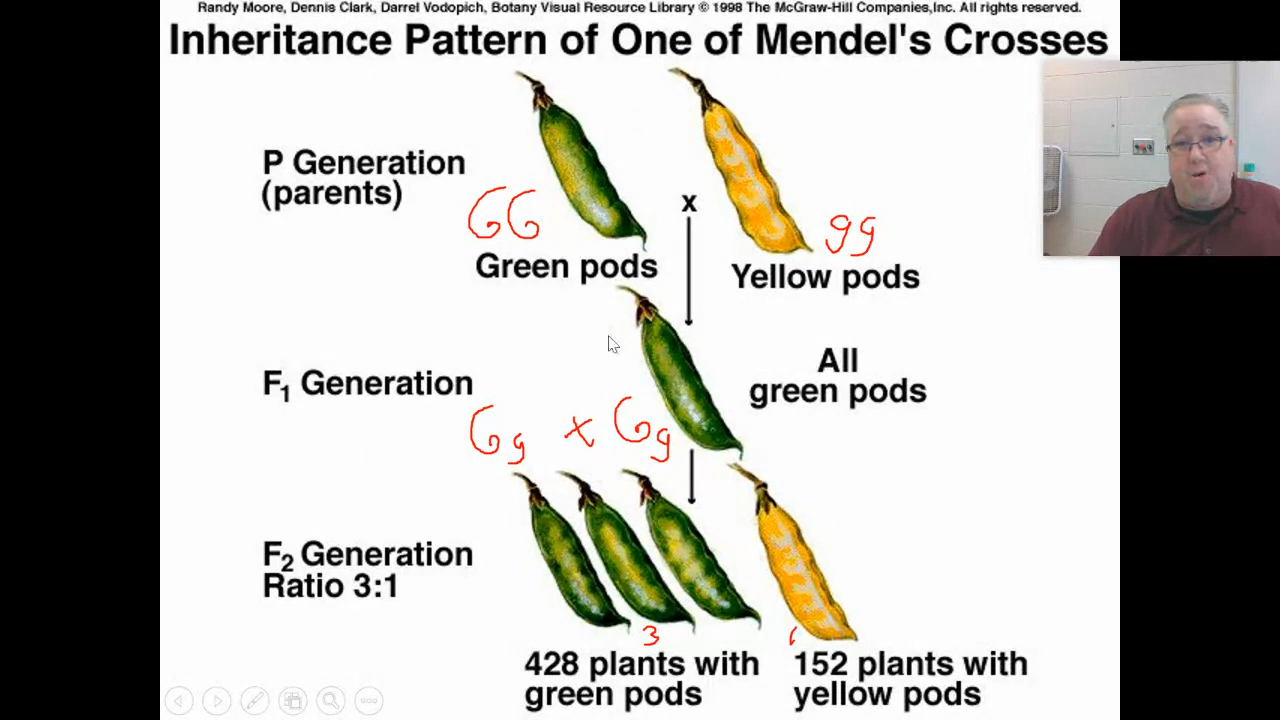 Randy Moore, Dennis Clark, Darrel Vodopich, Botany Visual Resource Library © 1998 The McGraw-Hill Companies,Inc. All rights reserved.
Inheritance Pattern of One of Mendel's Crosses
P Generation
(parents)
GG
x
gg
Green pods
Yellow pods
F1 Generation
All
green pods
Gg x Gg
F2 Generation
Ratio 3:1
3
428 plants with
green pods
152 plants with
yellow pods